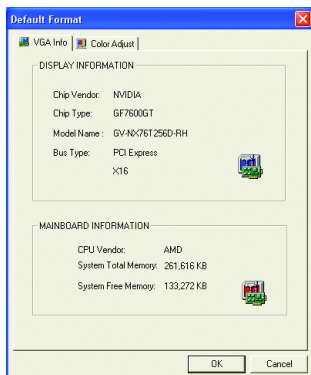 Default Format
VGA Info Color Adjust
DISPLAY INFORMATION
Chip Vendor: NVIDIA
Chip Type: GF7600GT
Model Name : GV-NX76T256D-RH
Bus Type: PCI Express
X16
MAINBOARD INFORMATION
CPU Vendor: AMD
System Total Memory: 261,616 KB
System Free Memory: 133,272 KB
OK Cancel